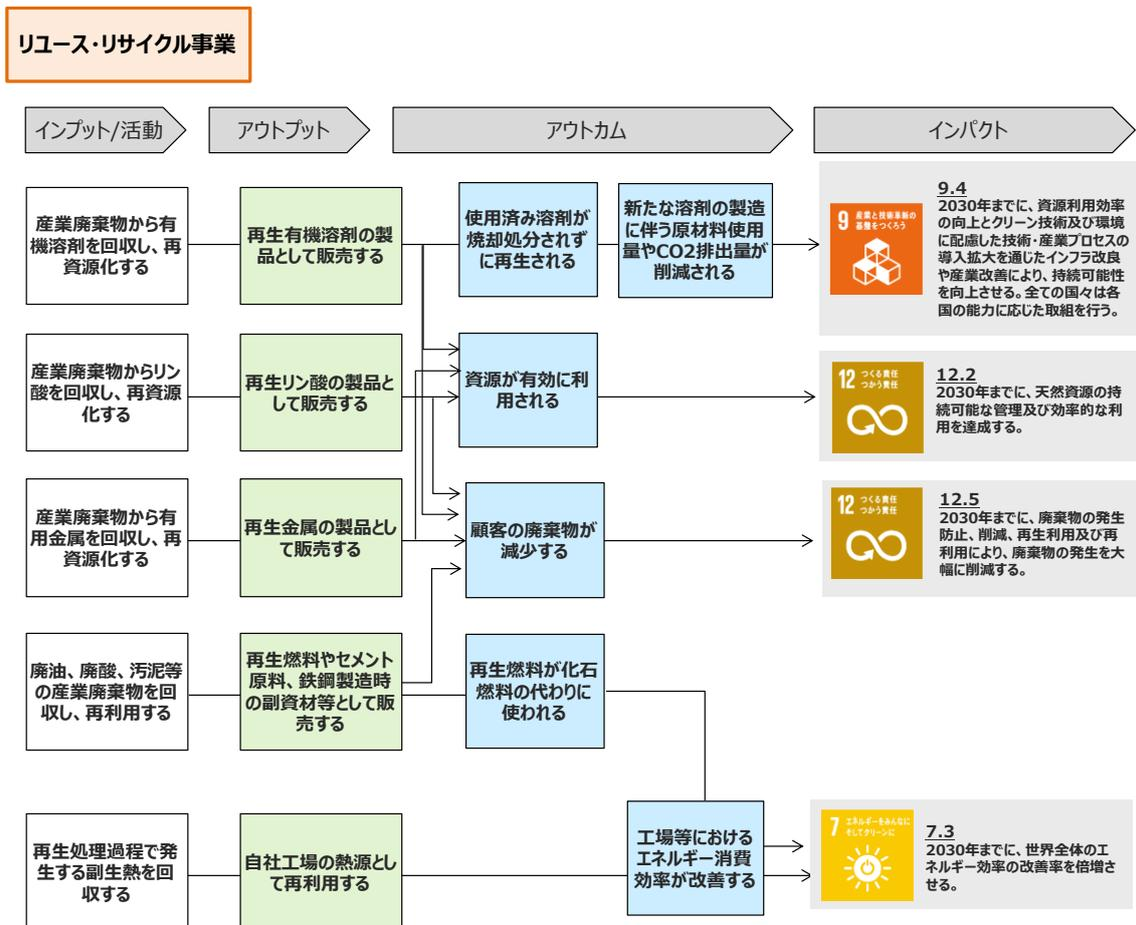 リユース・リサイクル事業
インプット/活動
アウトプット
アウトカム
インパクト
産業廃棄物から有
機溶剤を回収し、再
資源化する
再生有機溶剤の製
品として販売する
使用済み溶剤が
焼却処分されず
に再生される
新たな溶剤の製造
に伴う原材料使用
量やCO2排出量が
削減される
9 産業と技術革新の
基盤をつくろう
9.4
2030年までに、資源利用効率
の向上とクリーン技術及び環境
に配慮した技術・産業プロセスの
導入拡大を通じたインフラ改良
や産業改善により、持続可能性
を向上させる。全ての国々は各
国の能力に応じた取組を行う。
産業廃棄物からリン
酸を回収し、再資源
化する
再生リン酸の製品と
して販売する
資源が有効に利
用される
12 つくる責任
つかう責任
12.2
2030年までに、天然資源の持
続可能な管理及び効率的な利
用を達成する。
産業廃棄物から有
用金属を回収し、再
資源化する
再生金属の製品とし
て販売する
顧客の廃棄物が
減少する
12 つくる責任
つかう責任
12.5
2030年までに、廃棄物の発生
防止、削減、再生利用及び再
利用により、廃棄物の発生を大
幅に削減する。
廃油、廃酸、汚泥等
の産業廃棄物を回
収し、再利用する
再生燃料やセメント
原料、鉄鋼製造時
の副資材等として販
売する
再生燃料が化石
燃料の代わりに
使われる
再生処理過程で発
生する副生熱を回
収する
自社工場の熱源とし
て再利用する
工場等における
エネルギー消費
効率が改善する
7 エネルギーをみんなに
そしてクリーンに
7.3
2030年までに、世界全体のエ
ネルギー効率の改善率を倍増さ
せる。